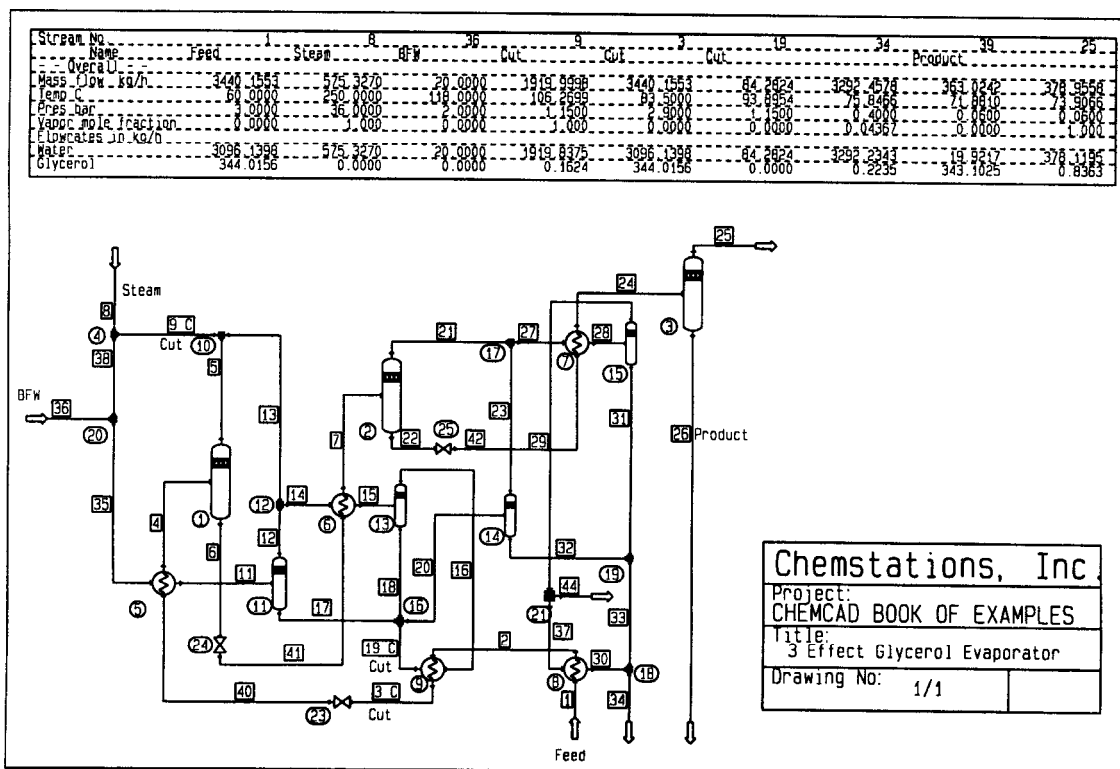 Stream No. 1 8 36 9 3 19 34 39 25
Name Feed Steam BFW Cut Cut Cut Product
- - Overall - -
Mass flow kg/h 3440.1553 575.3270 20.0000 1919.9998 3440.1553 84.2824 3292.4578 363.0242 378.9558
Temp C 60.0000 250.0000 118.0000 106.2699 83.5000 93.8954 75.8466 71.8810 73.9066
Pres bar 3.0000 36.0000 2.0000 1.1500 2.9000 1.1500 0.4000 0.0600 0.0600
Vapor mole fraction 0.0000 1.000 0.0000 1.000 0.0000 0.0000 0.04367 0.0000 1.000
Flowrates in kg/h
Water 3096.1398 575.3270 20.0000 1919.8375 3096.1398 84.2824 3292.2343 19.9217 378.1195
Glycerol 344.0156 0.0000 0.0000 0.1624 344.0156 0.0000 0.2235 343.1025 0.8363
25
Steam
24
8
9 C
21
27
28
3
4
Cut
10
17
7
38
5
15
BFW
36
13
7
2
22
25
42
23
29
31
26 Product
20
35
4
1
12
14
15
6
13
14
6
12
20
16
32
19
11
18
5
11
17
16
21
44
24
41
19 C
2
37
33
Cut
9
8
30
18
40
3 C
1
34
23
Cut
Feed
Chemstations, Inc.
Project:
CHEMCAD BOOK OF EXAMPLES
Title:
3 Effect Glycerol Evaporator
Drawing No: 1/1